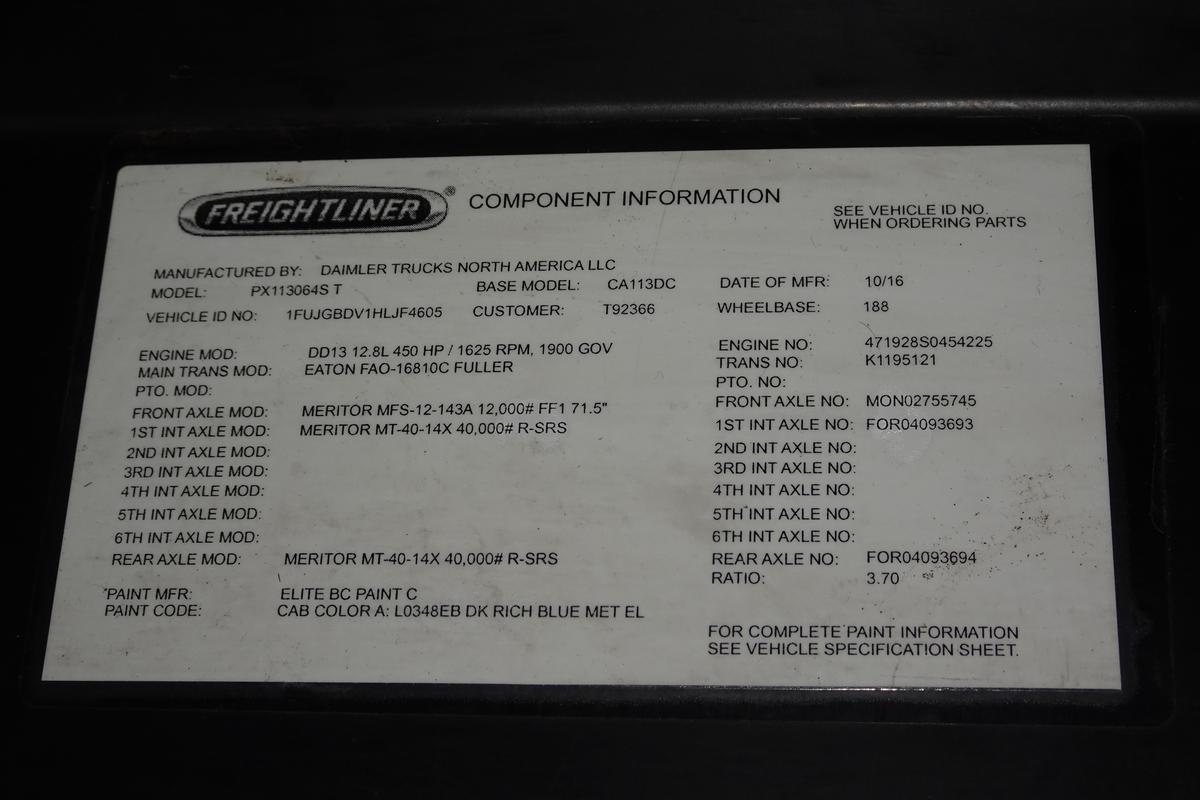 FREIGHTLINER® COMPONENT INFORMATION
SEE VEHICLE ID NO.
WHEN ORDERING PARTS
MANUFACTURED BY: DAIMLER TRUCKS NORTH AMERICA LLC
MODEL: PX113064S T BASE MODEL: CA113DC DATE OF MFR: 10/16
VEHICLE ID NO: 1FUJGBDV1HLJF4605 CUSTOMER: T92366 WHEELBASE: 188
ENGINE MOD: DD13 12.8L 450 HP / 1625 RPM, 1900 GOV ENGINE NO: 471928S0454225
MAIN TRANS MOD: EATON FAO-16810C FULLER TRANS NO: K1195121
PTO. MOD: PTO. NO:
FRONT AXLE MOD: MERITOR MFS-12-143A 12,000# FF1 71.5" FRONT AXLE NO: MON02755745
1ST INT AXLE MOD: MERITOR MT-40-14X 40,000# R-SRS 1ST INT AXLE NO: FOR04093693
2ND INT AXLE MOD: 2ND INT AXLE NO:
3RD INT AXLE MOD: 3RD INT AXLE NO:
4TH INT AXLE MOD: 4TH INT AXLE NO:
5TH INT AXLE MOD: 5TH INT AXLE NO:
6TH INT AXLE MOD: 6TH INT AXLE NO:
REAR AXLE MOD: MERITOR MT-40-14X 40,000# R-SRS REAR AXLE NO: FOR04093694
RATIO: 3.70
PAINT MFR: ELITE BC PAINT C
PAINT CODE: CAB COLOR A: L0348EB DK RICH BLUE MET EL
FOR COMPLETE PAINT INFORMATION
SEE VEHICLE SPECIFICATION SHEET.